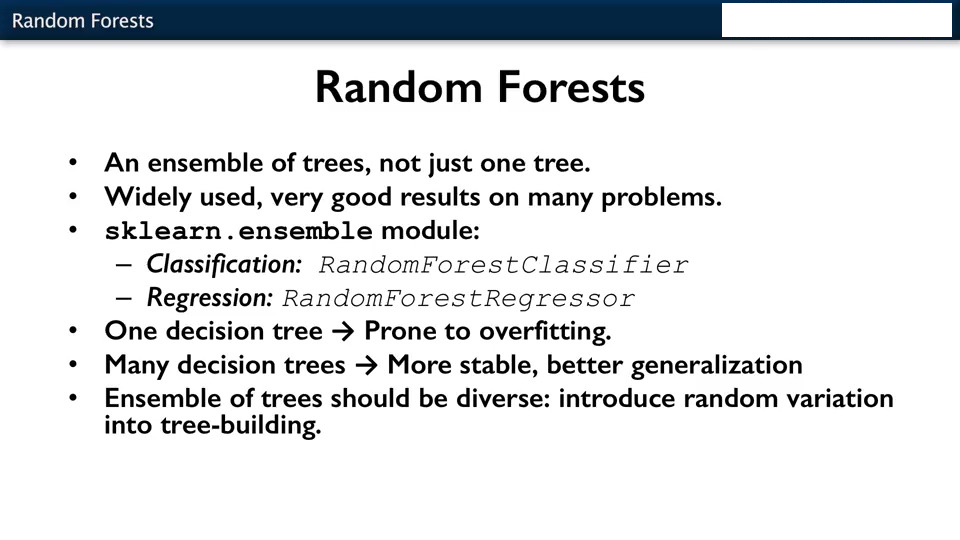 Random Forests
Random Forests
• An ensemble of trees, not just one tree.
• Widely used, very good results on many problems.
• sklearn.ensemble module:
– Classification: RandomForestClassifier
– Regression: RandomForestRegressor
• One decision tree → Prone to overfitting.
• Many decision trees → More stable, better generalization
• Ensemble of trees should be diverse: introduce random variation
into tree-building.